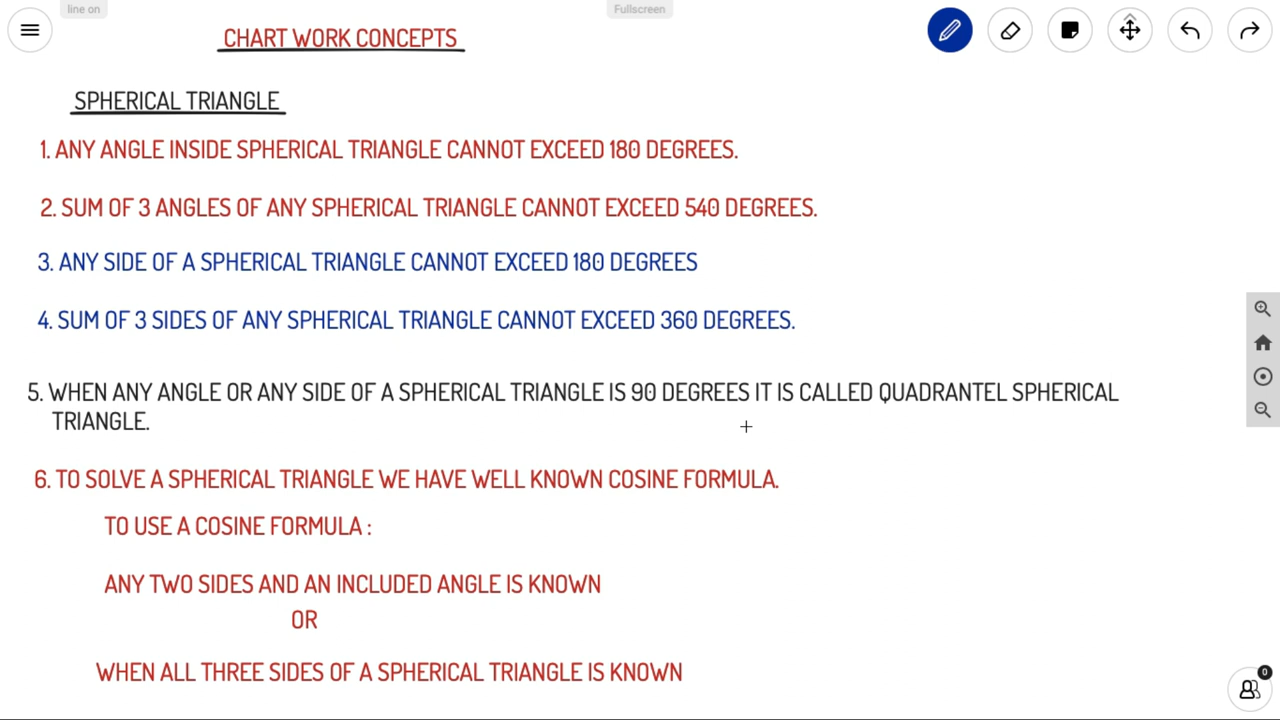 line on
Fullscreen
CHART WORK CONCEPTS
SPHERICAL TRIANGLE
1. ANY ANGLE INSIDE SPHERICAL TRIANGLE CANNOT EXCEED 180 DEGREES.
2. SUM OF 3 ANGLES OF ANY SPHERICAL TRIANGLE CANNOT EXCEED 540 DEGREES.
3. ANY SIDE OF A SPHERICAL TRIANGLE CANNOT EXCEED 180 DEGREES
4. SUM OF 3 SIDES OF ANY SPHERICAL TRIANGLE CANNOT EXCEED 360 DEGREES.
5. WHEN ANY ANGLE OR ANY SIDE OF A SPHERICAL TRIANGLE IS 90 DEGREES IT IS CALLED QUADRANTEL SPHERICAL
TRIANGLE.
6. TO SOLVE A SPHERICAL TRIANGLE WE HAVE WELL KNOWN COSINE FORMULA.
TO USE A COSINE FORMULA :
ANY TWO SIDES AND AN INCLUDED ANGLE IS KNOWN
OR
WHEN ALL THREE SIDES OF A SPHERICAL TRIANGLE IS KNOWN
0